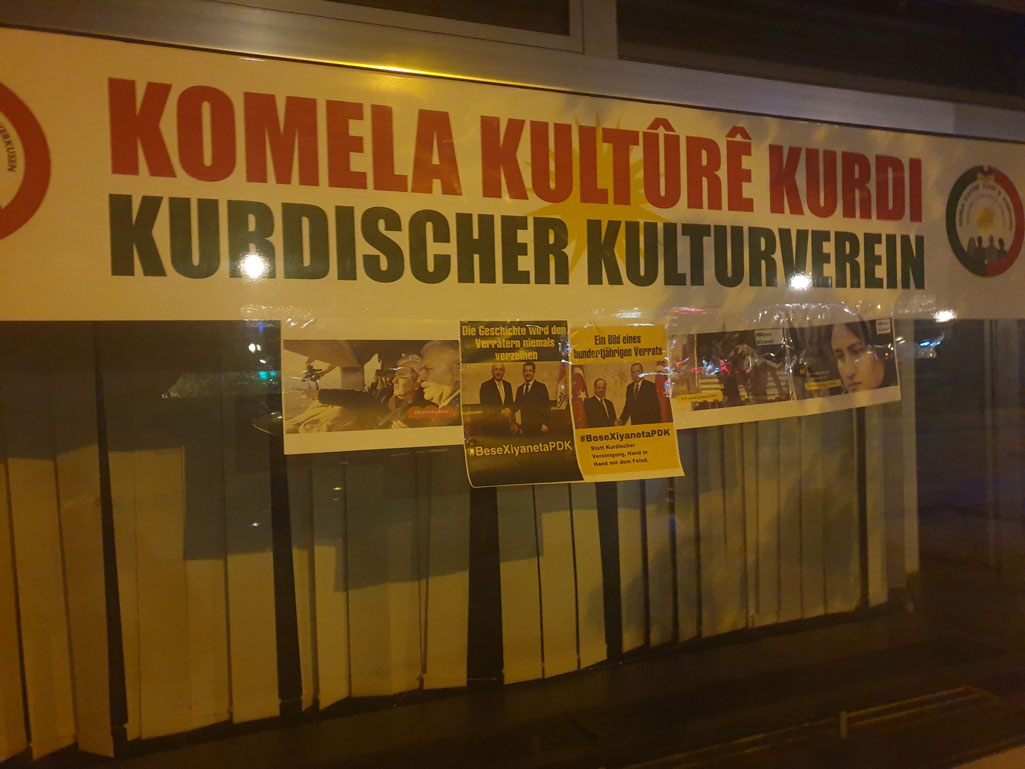 KOMELA KULTÛRÊ KURDI
KURDISCHER KULTURVEREIN
Die Geschichte wird den
Verrätern niemals
verzeihen
#BeseXiyanetaPDK
Ein Bild eines
hundertjährigen Verrats
#BeseXiyanetaPDK
Statt Kurdischer
Vereinigung, Hand in
Hand mit dem Feind.